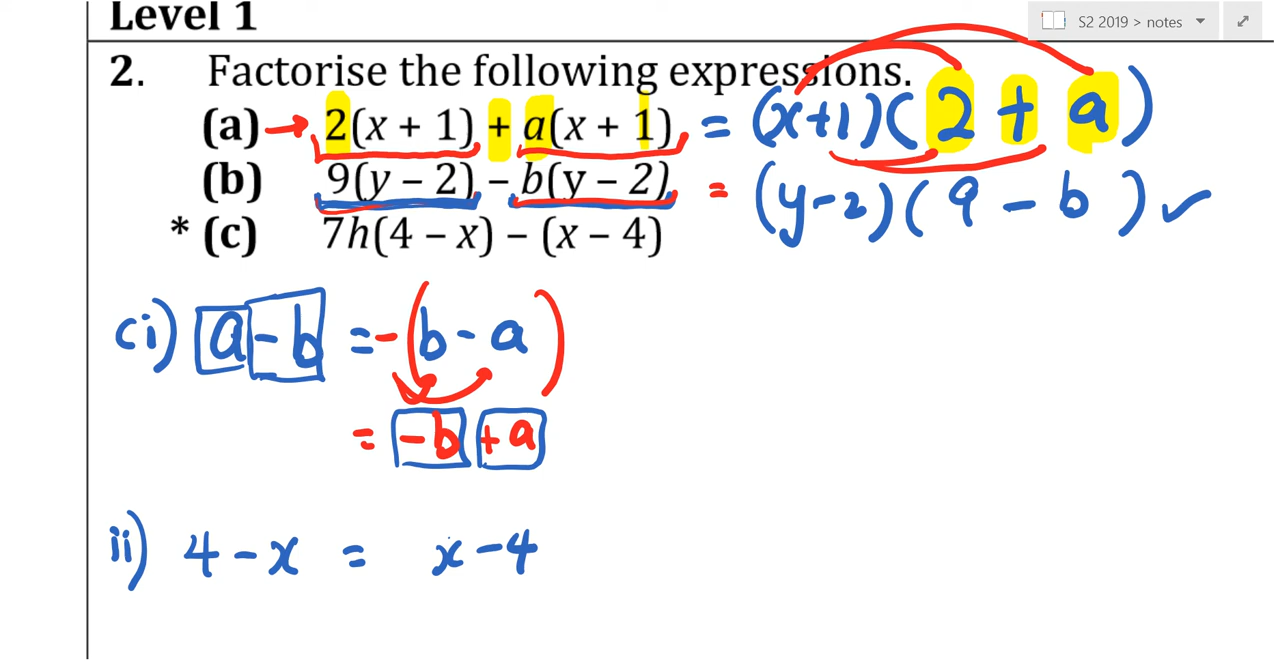 Level 1
S2 2019 > notes
2. Factorise the following expressions.
(a) → 2(x + 1) + a(x + 1) = (x+1)(2 + a)
(b) 9(y − 2) − b(y − 2) = (y-2)(9 - b) ✓
* (c) 7h(4 − x) − (x − 4)
ci) a - b = -(b - a)
= -b + a
ii) 4 - x = x - 4